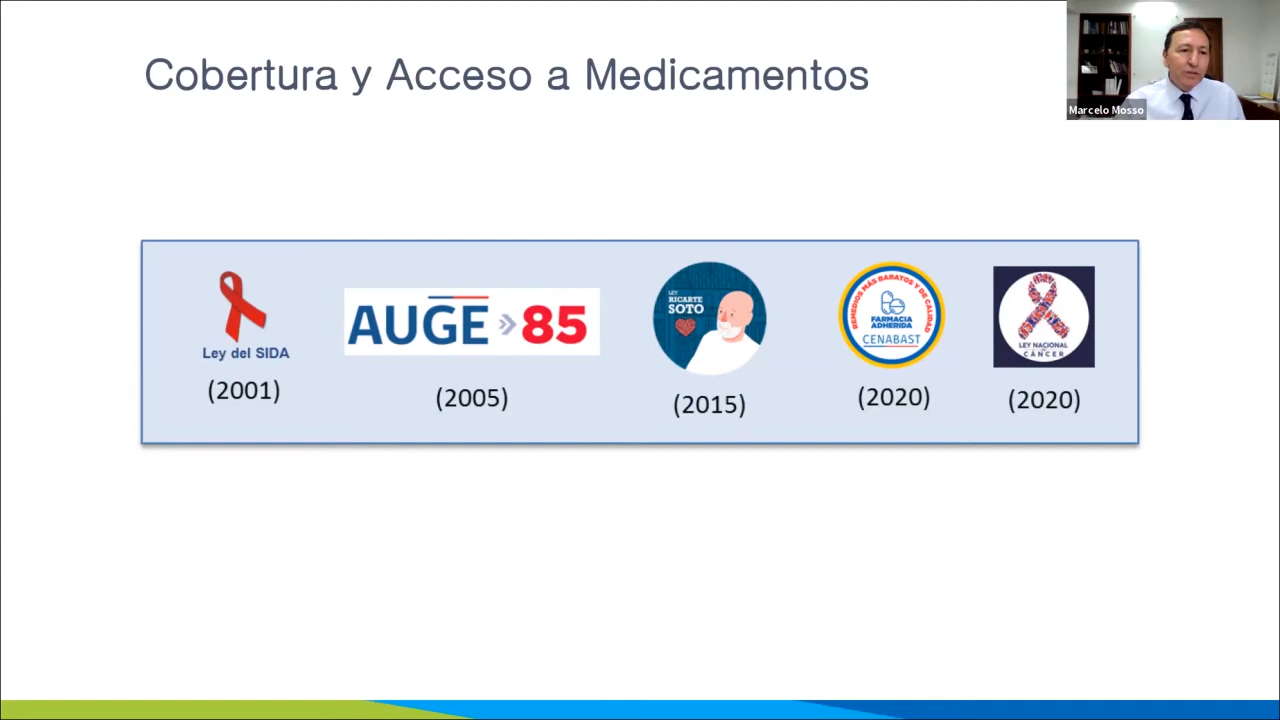 Cobertura y Acceso a Medicamentos
Marcelo Mosso
Ley del SIDA
(2001)
AUGE » 85
(2005)
LEY
RICARTE
SOTO
(2015)
REMEDIOS MÁS BARATOS Y DE CALIDAD
FARMACIA
ADHERIDA
CENABAST
(2020)
LEY NACIONAL
CÁNCER
(2020)